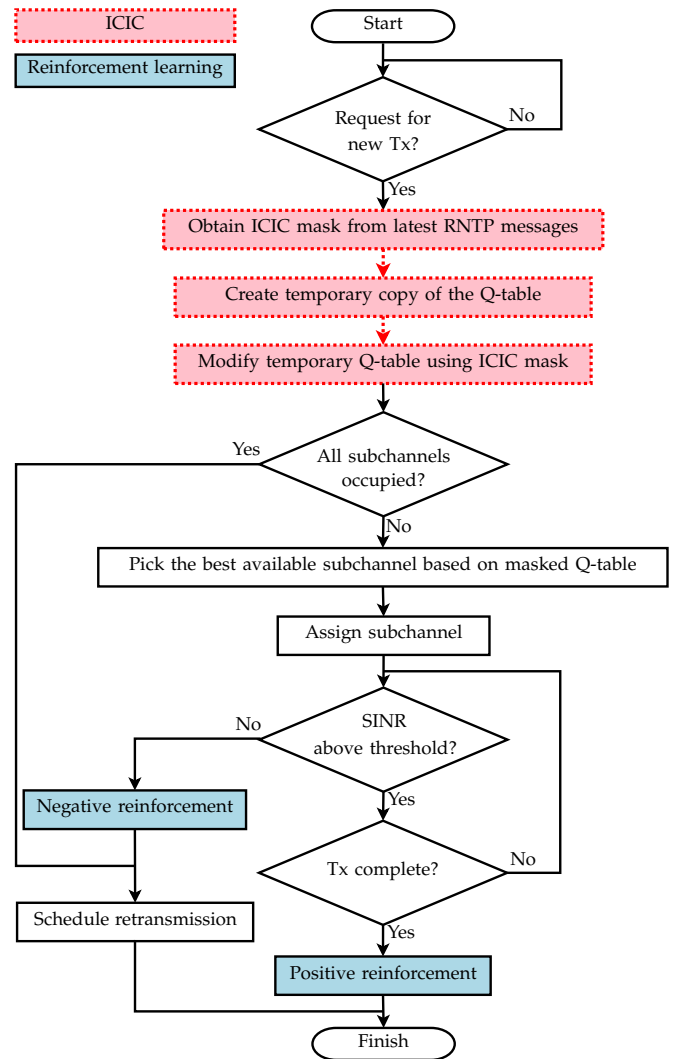 ICIC
Reinforcement learning
Start
Request for
new Tx?
No
Yes
Obtain ICIC mask from latest RNTP messages
Create temporary copy of the Q-table
Modify temporary Q-table using ICIC mask
Yes
All subchannels
occupied?
No
Pick the best available subchannel based on masked Q-table
Assign subchannel
No
SINR
above threshold?
Yes
Negative reinforcement
Tx complete?
No
Yes
Schedule retransmission
Positive reinforcement
Finish